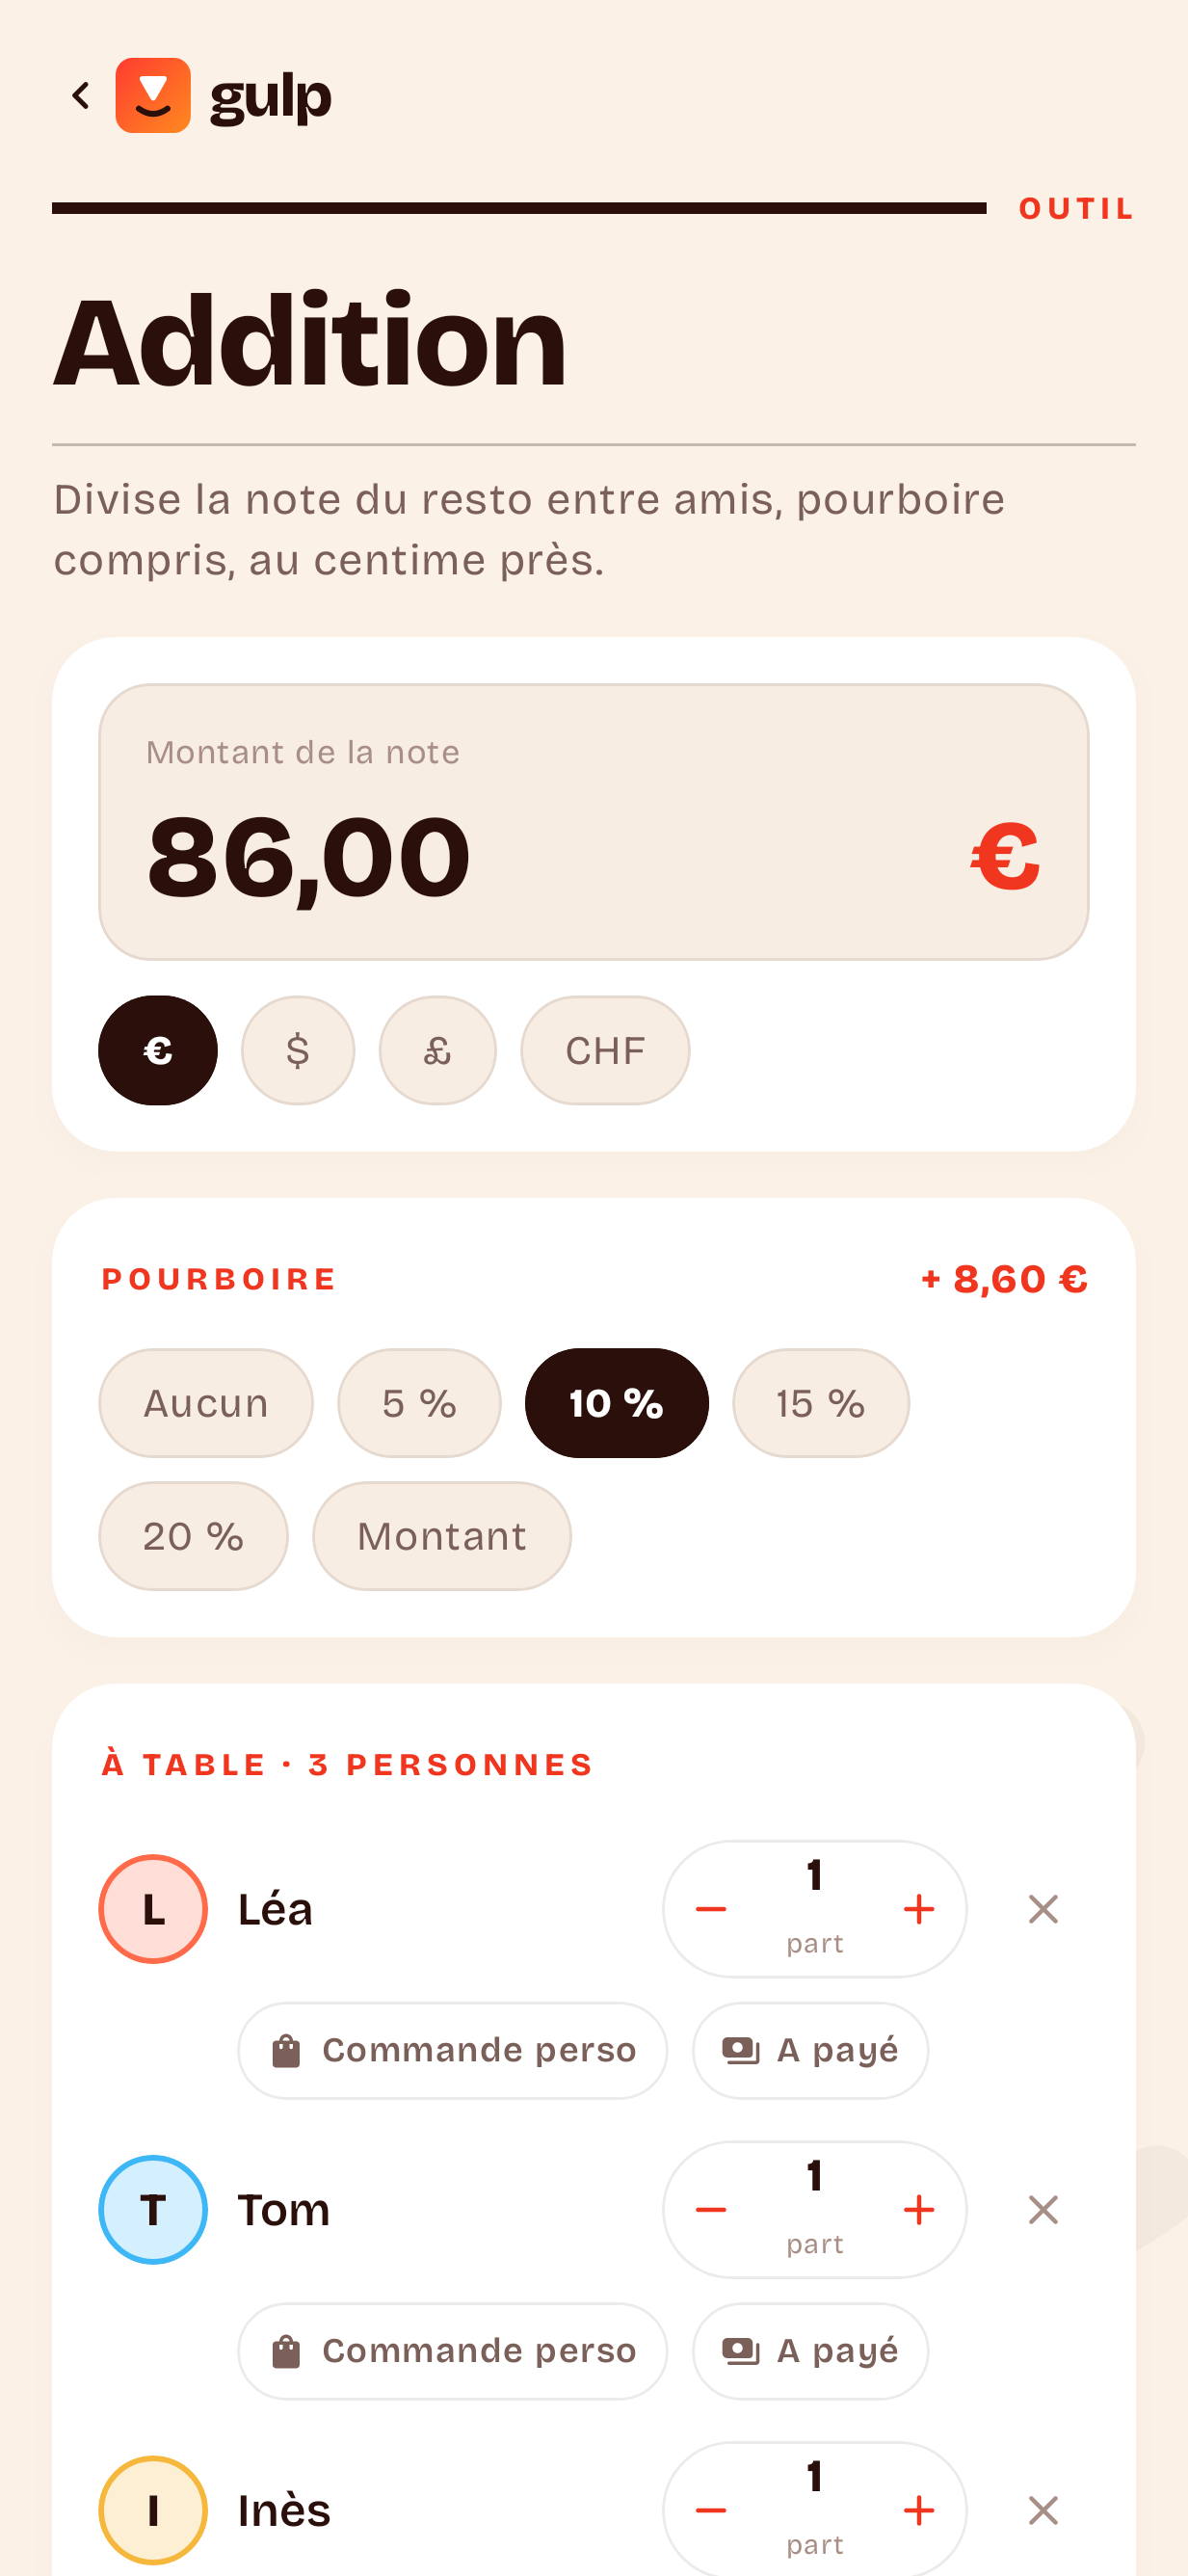 gulp
OUTIL
Addition
Divise la note du resto entre amis, pourboire
compris, au centime près.
Montant de la note
86,00 €
€ $ £ CHF
POURBOIRE + 8,60 €
Aucun 5 % 10 % 15 %
20 % Montant
À TABLE · 3 PERSONNES
L Léa − 1 part + ×
Commande perso A payé
T Tom − 1 part + ×
Commande perso A payé
I Inès − 1 part + ×